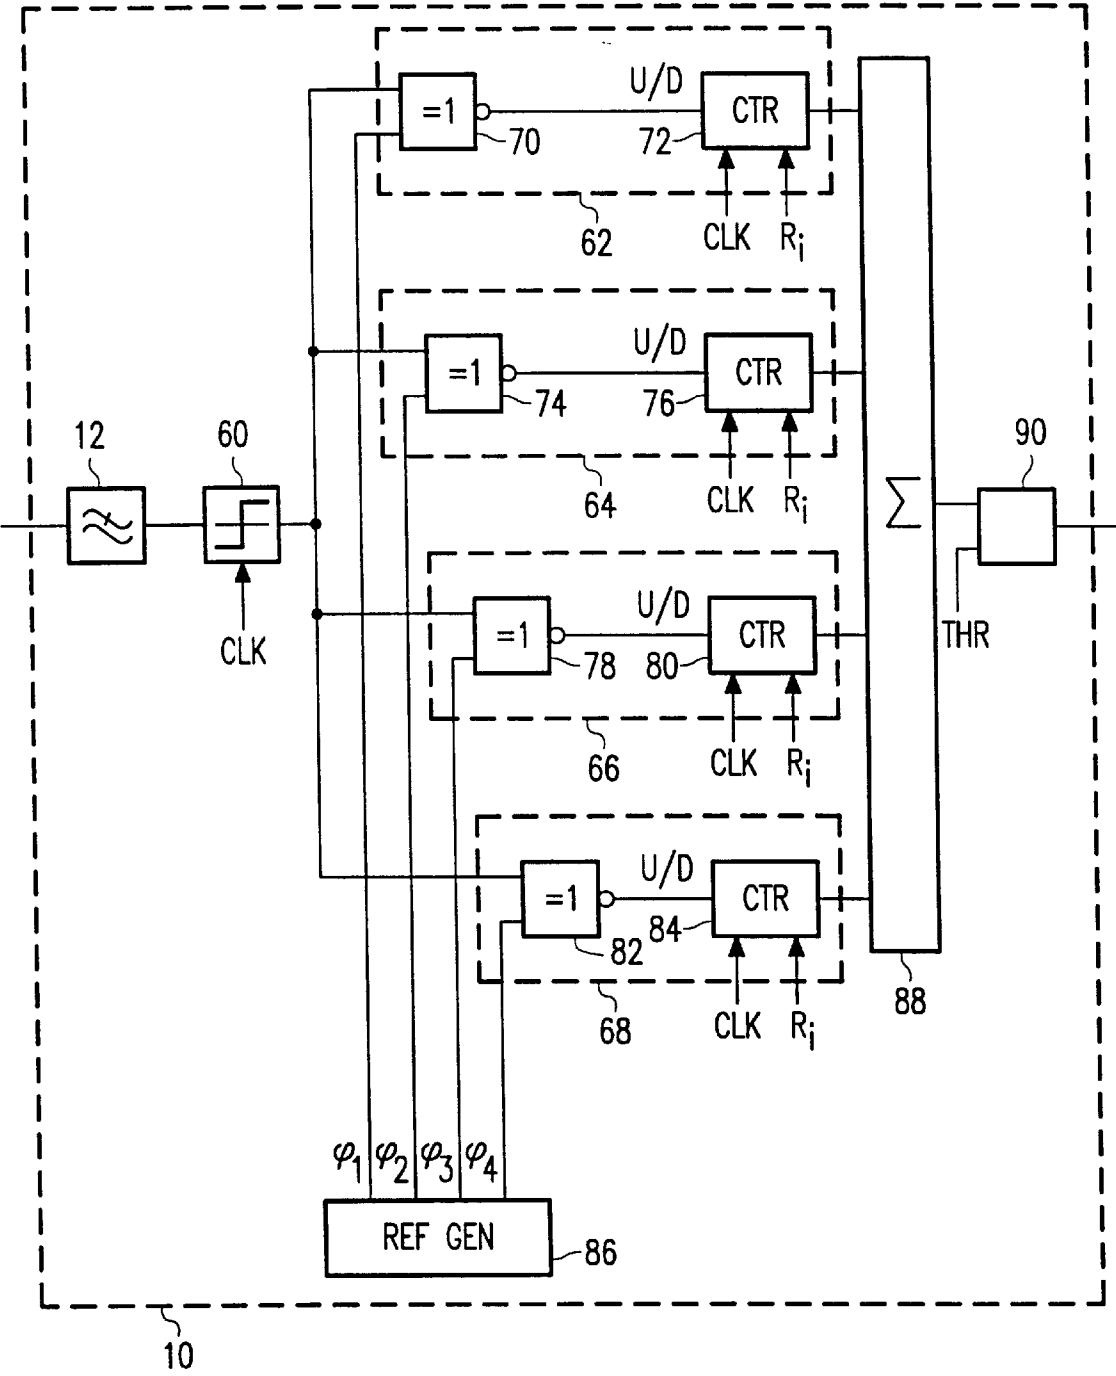 U/D
=1
CTR
70
72
CLK
Ri
62
U/D
=1
CTR
74
76
CLK
Ri
64
12
60
90
Σ
CLK
U/D
=1
CTR
THR
78
80
CLK
Ri
66
U/D
=1
CTR
84
82
88
CLK
Ri
68
φ1 φ2 φ3 φ4
REF GEN
86
10